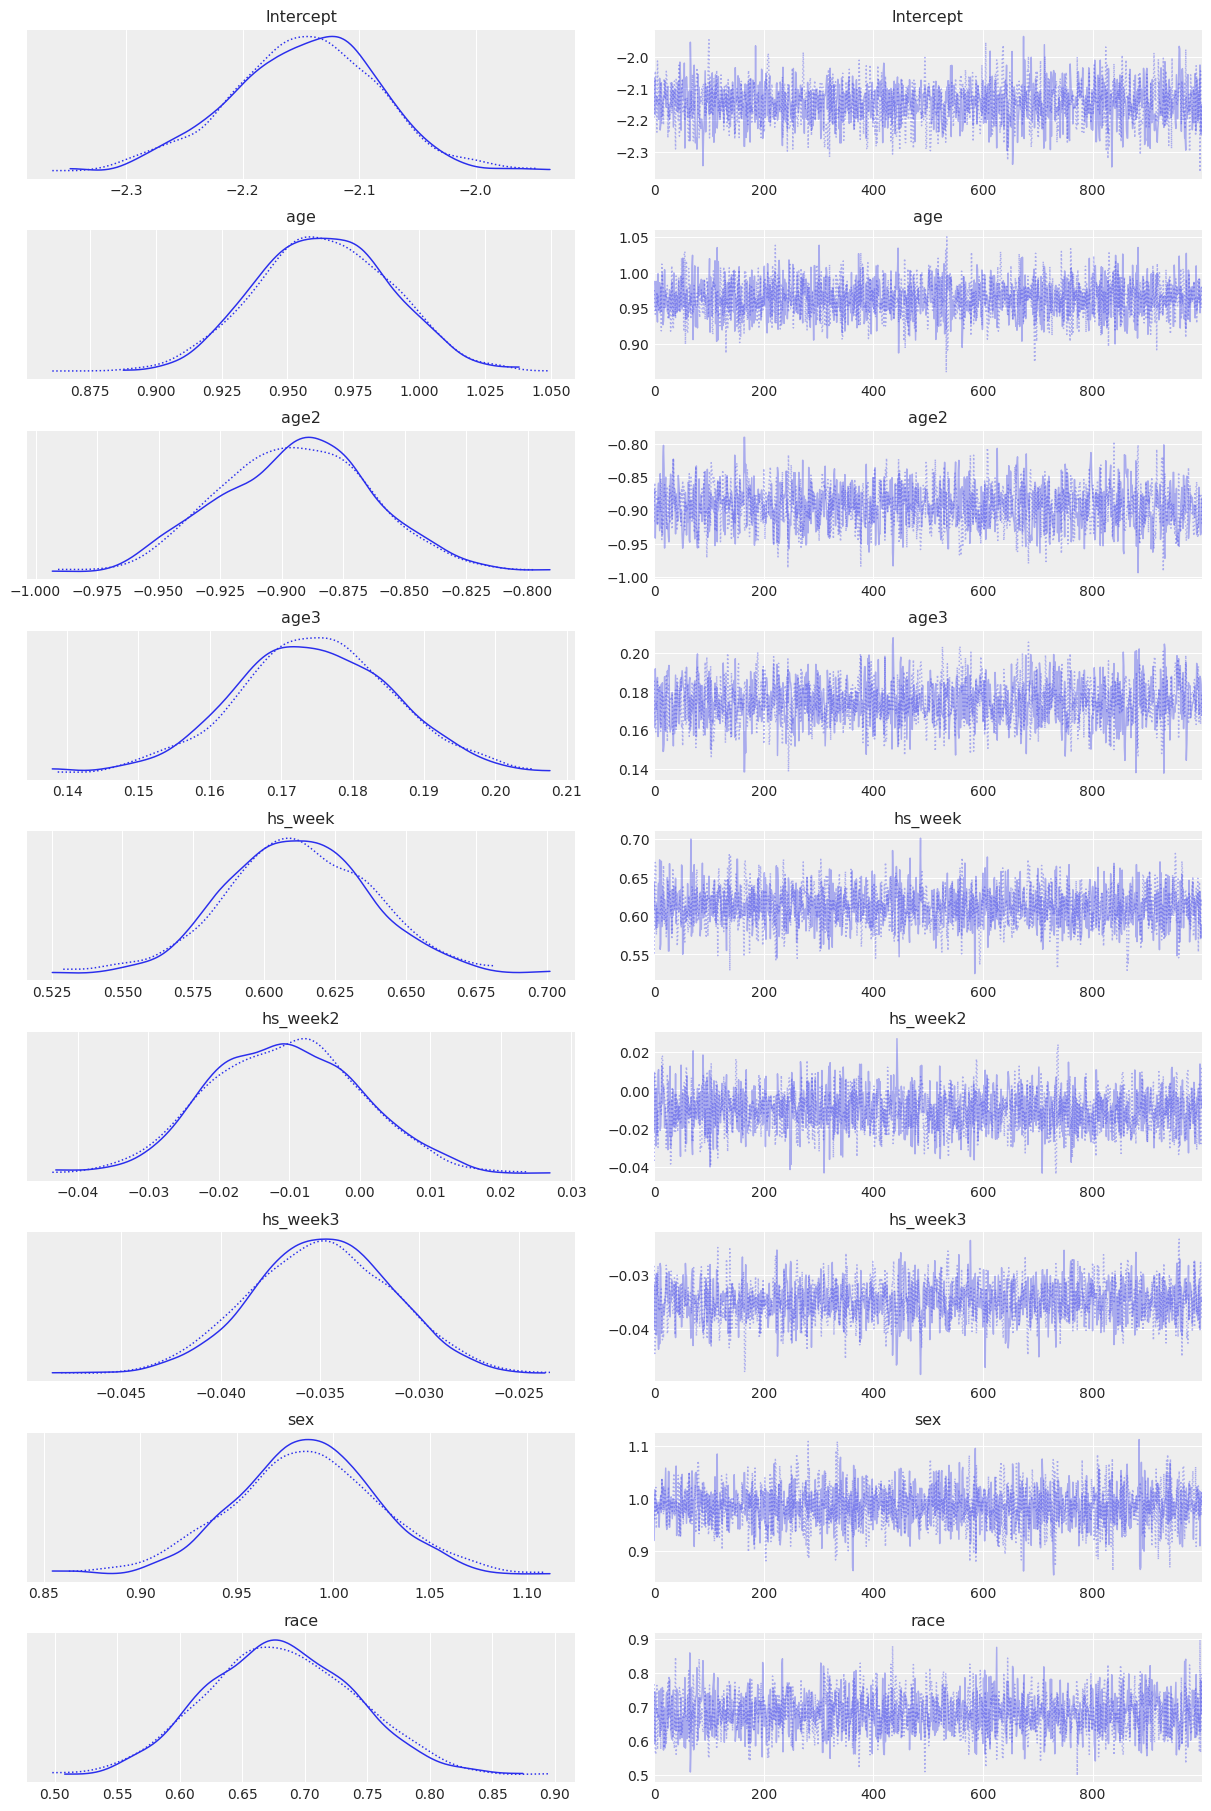 Intercept Intercept
−2.0
−2.1
−2.2
−2.3
−2.3 −2.2 −2.1 −2.0 0 200 400 600 800
age age
1.05
1.00
0.95
0.90
0.875 0.900 0.925 0.950 0.975 1.000 1.025 1.050 0 200 400 600 800
age2 age2
−0.80
−0.85
−0.90
−0.95
−1.00
−1.000 −0.975 −0.950 −0.925 −0.900 −0.875 −0.850 −0.825 −0.800 0 200 400 600 800
age3 age3
0.20
0.18
0.16
0.14
0.14 0.15 0.16 0.17 0.18 0.19 0.20 0.21 0 200 400 600 800
hs_week hs_week
0.70
0.65
0.60
0.55
0.525 0.550 0.575 0.600 0.625 0.650 0.675 0.700 0 200 400 600 800
hs_week2 hs_week2
0.02
0.00
−0.02
−0.04
−0.04 −0.03 −0.02 −0.01 0.00 0.01 0.02 0.03 0 200 400 600 800
hs_week3 hs_week3
−0.03
−0.04
−0.045 −0.040 −0.035 −0.030 −0.025 0 200 400 600 800
sex sex
1.1
1.0
0.9
0.85 0.90 0.95 1.00 1.05 1.10 0 200 400 600 800
race race
0.9
0.8
0.7
0.6
0.5
0.50 0.55 0.60 0.65 0.70 0.75 0.80 0.85 0.90 0 200 400 600 800